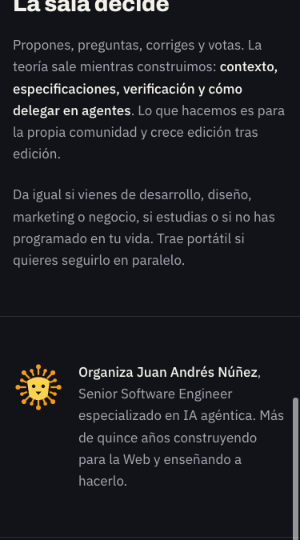 La sala decide
Propones, preguntas, corriges y votas. La
teoría sale mientras construimos: contexto,
especificaciones, verificación y cómo
delegar en agentes. Lo que hacemos es para
la propia comunidad y crece edición tras
edición.
Da igual si vienes de desarrollo, diseño,
marketing o negocio, si estudias o si no has
programado en tu vida. Trae portátil si
quieres seguirlo en paralelo.
Organiza Juan Andrés Núñez,
Senior Software Engineer
especializado en IA agéntica. Más
de quince años construyendo
para la Web y enseñando a
hacerlo.